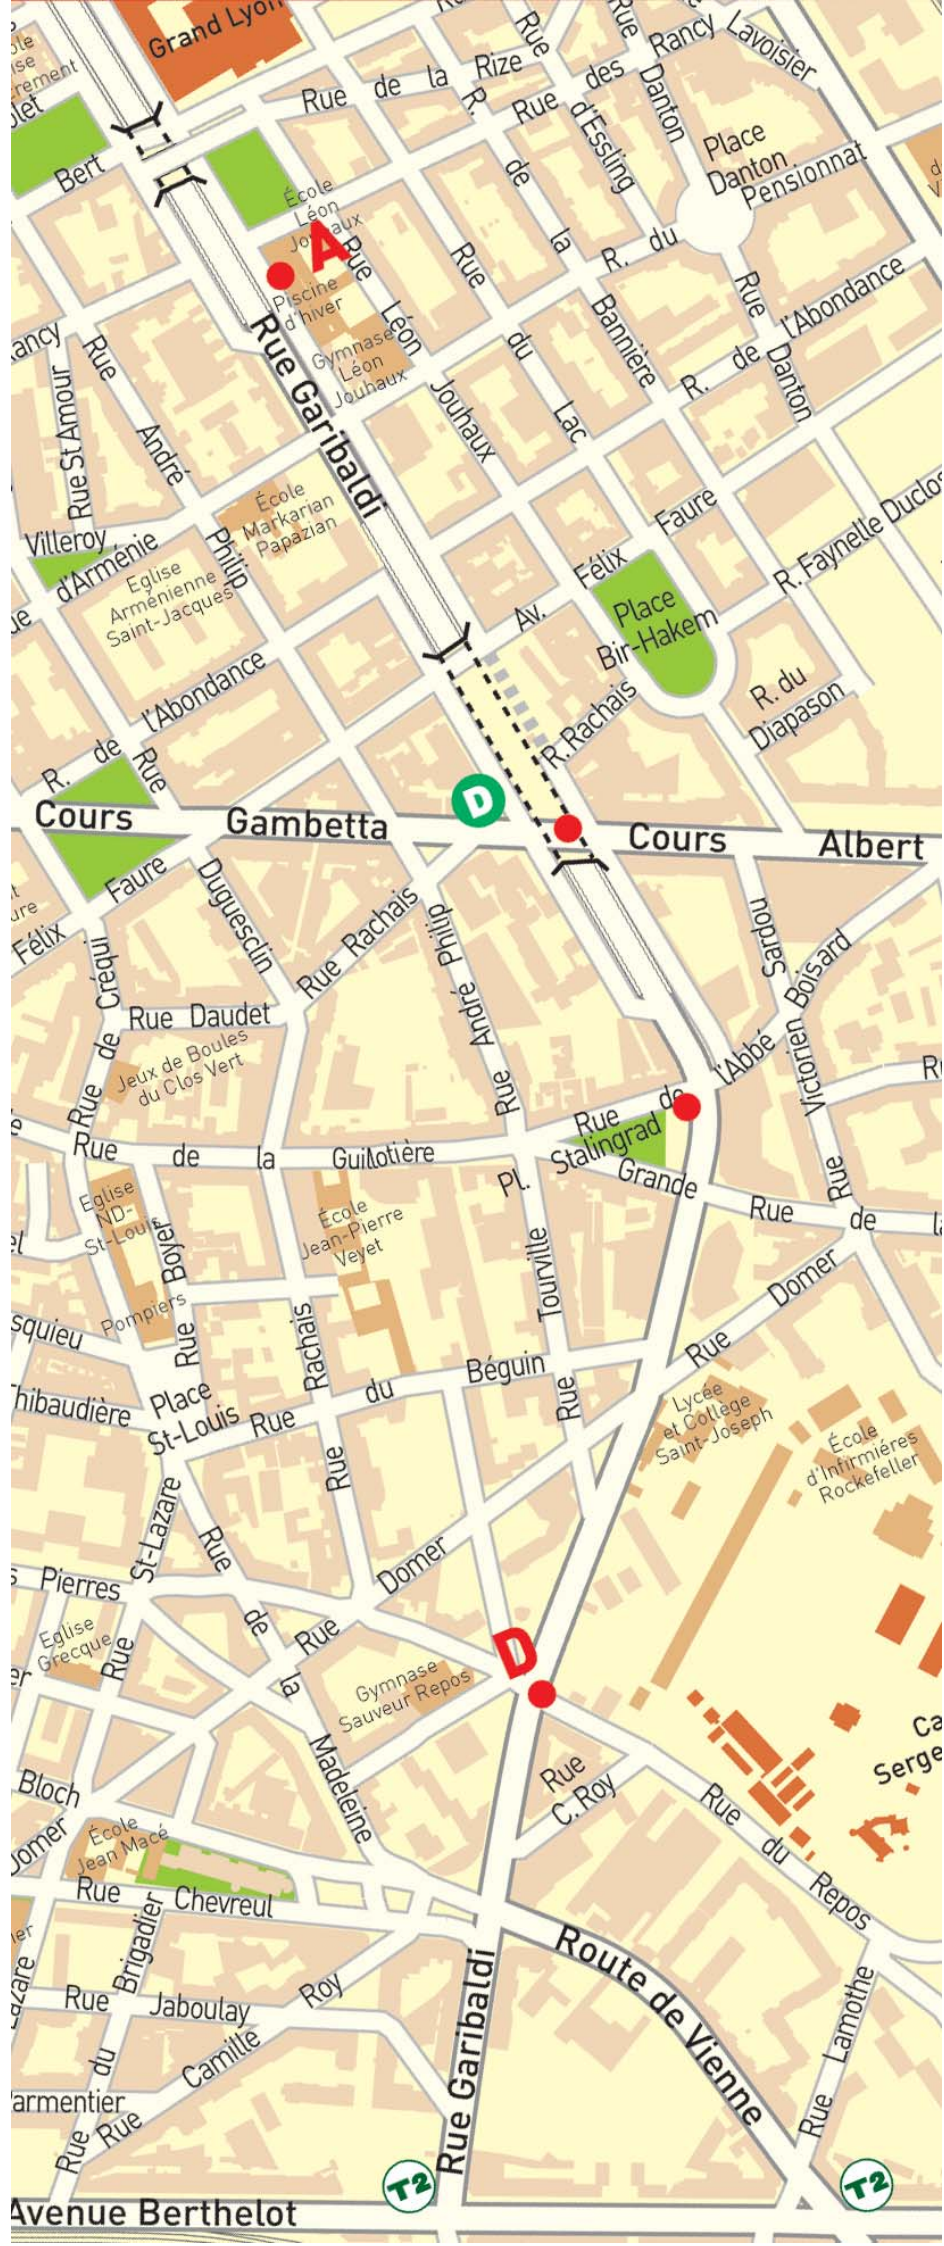 Grand Lyon
Rue de la Rize
Rue des Rancy
Lavoisier
Rue
Rue
Danton
d'Essling
Place
Danton
Pensionnat
Bert
École
Léon
Jouhaux
A
Piscine
d'hiver
Gymnase
Léon
Jouhaux
Rue Léon Jouhaux
Rue du Lac
R. de la Bannière
R. du
Rue Danton
R. de l'Abondance
Rue Garibaldi
Rue St Amour
Rue André Philip
École
Markarian
Papazian
Villeroy
d'Arménie
Eglise
Arménienne
Saint-Jacques
Av. Félix Faure
R. Faynelle Duclos
Place
Bir-Hakem
R. Rachais
R. du
Diapason
R. de l'Abondance
Rue
D
Cours Gambetta
Cours Albert
Félix Faure
Duguesclin
Rue Rachais
Rue André Philip
Sardou
Boisard
l'Abbé
Victorien
Rue
Rue de Créqui
Rue Daudet
Jeux de Boules
du Clos Vert
Rue de
Stalingrad
Pl.
Rue de la Guillotière
Grande Rue de la
Eglise
ND-
St-Louis
Rue Boyer
Pompiers
École
Jean-Pierre
Veyet
Rachais
Rue
Rue Tourville
Rue Domer
squieu
Place
St-Louis
Rue du Béguin
Lycée
et Collège
Saint-Joseph
École
d'Infirmiéres
Rockefeller
St-Lazare
Rue
Pierres
Rue de la Madeleine
Rue Domer
Eglise
Grecque
Gymnase
Sauveur Repos
D
Rue
C. Roy
Rue du Repos
Bloch
École
Jean Macé
Rue Chevreul
Route de Vienne
Rue Garibaldi
Rue du Brigadier
Rue Jaboulay
Rue Camille Roy
Rue Lamothe
T2
T2
Avenue Berthelot